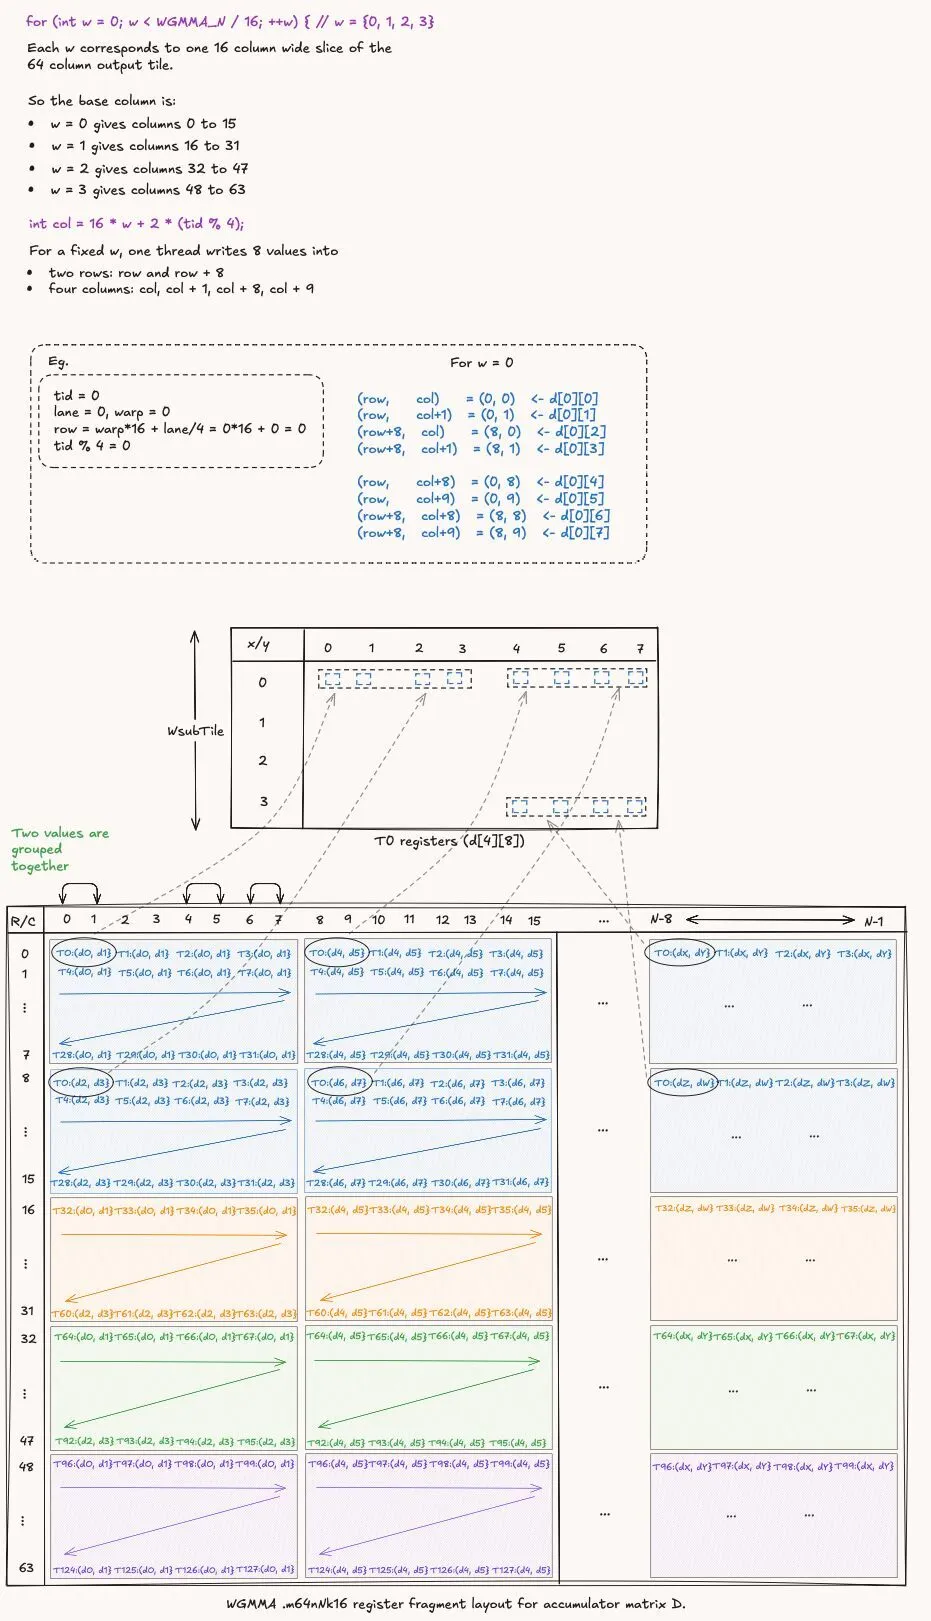 for (int w = 0; w < WGMMA_N / 16; ++w) { // w = {0, 1, 2, 3}
Each w corresponds to one 16 column wide slice of the
64 column output tile.
So the base column is:
• w = 0 gives columns 0 to 15
• w = 1 gives columns 16 to 31
• w = 2 gives columns 32 to 47
• w = 3 gives columns 48 to 63
int col = 16 * w + 2 * (tid % 4);
For a fixed w, one thread writes 8 values into
• two rows: row and row + 8
• four columns: col, col + 1, col + 8, col + 9
Eg.
tid = 0
lane = 0, warp = 0
row = warp*16 + lane/4 = 0*16 + 0 = 0
tid % 4 = 0
For w = 0
(row, col) = (0, 0) <- d[0][0]
(row, col+1) = (0, 1) <- d[0][1]
(row+8, col) = (8, 0) <- d[0][2]
(row+8, col+1) = (8, 1) <- d[0][3]
(row, col+8) = (0, 8) <- d[0][4]
(row, col+9) = (0, 9) <- d[0][5]
(row+8, col+8) = (8, 8) <- d[0][6]
(row+8, col+9) = (8, 9) <- d[0][7]
x/y 0 1 2 3 4 5 6 7
0
1
WsubTile
2
3
T0 registers (d[4][8])
Two values are
grouped
together
R/C 0 1 2 3 4 5 6 7 8 9 10 11 12 13 14 15 ... N-8 N-1
0 T0:(d0, d1) T1:(d0, d1) T2:(d0, d1) T3:(d0, d1) T0:(d4, d5) T1:(d4, d5) T2:(d4, d5) T3:(d4, d5) T0:(dX, dY) T1:(dX, dY) T2:(dX, dY) T3:(dX, dY)
1 T4:(d0, d1) T5:(d0, d1) T6:(d0, d1) T7:(d0, d1) T4:(d4, d5) T5:(d4, d5) T6:(d4, d5) T7:(d4, d5)
... ... ... ...
7 T28:(d0, d1) T29:(d0, d1) T30:(d0, d1) T31:(d0, d1) T28:(d4, d5) T29:(d4, d5) T30:(d4, d5) T31:(d4, d5)
8 T0:(d2, d3) T1:(d2, d3) T2:(d2, d3) T3:(d2, d3) T0:(d6, d7) T1:(d6, d7) T2:(d6, d7) T3:(d6, d7) T0:(dZ, dW) T1:(dZ, dW) T2:(dZ, dW) T3:(dZ, dW)
T4:(d2, d3) T5:(d2, d3) T6:(d2, d3) T7:(d2, d3) T4:(d6, d7) T5:(d6, d7) T6:(d6, d7) T7:(d6, d7)
... ... ... ...
15 T28:(d2, d3) T29:(d2, d3) T30:(d2, d3) T31:(d2, d3) T28:(d6, d7) T29:(d6, d7) T30:(d6, d7) T31:(d6, d7)
16 T32:(d0, d1) T33:(d0, d1) T34:(d0, d1) T35:(d0, d1) T32:(d4, d5) T33:(d4, d5) T34:(d4, d5) T35:(d4, d5) T32:(dZ, dW) T33:(dZ, dW) T34:(dZ, dW) T35:(dZ, dW)
... ... ... ...
31 T60:(d2, d3) T61:(d2, d3) T62:(d2, d3) T63:(d2, d3) T60:(d4, d5) T61:(d4, d5) T62:(d4, d5) T63:(d4, d5)
32 T64:(d0, d1) T65:(d0, d1) T66:(d0, d1) T67:(d0, d1) T64:(d4, d5) T65:(d4, d5) T66:(d4, d5) T67:(d4, d5) T64:(dX, dY) T65:(dX, dY) T66:(dX, dY) T67:(dX, dY)
... ... ... ...
47 T92:(d2, d3) T93:(d2, d3) T94:(d2, d3) T95:(d2, d3) T92:(d4, d5) T93:(d4, d5) T94:(d4, d5) T95:(d4, d5)
48 T96:(d0, d1) T97:(d0, d1) T98:(d0, d1) T99:(d0, d1) T96:(d4, d5) T97:(d4, d5) T98:(d4, d5) T99:(d4, d5) T96:(dX, dY) T97:(dX, dY) T98:(dX, dY) T99:(dX, dY)
... ... ... ...
63 T124:(d0, d1) T125:(d0, d1) T126:(d0, d1) T127:(d0, d1) T124:(d4, d5) T125:(d4, d5) T126:(d4, d5) T127:(d4, d5)
WGMMA .m64nNk16 register fragment layout for accumulator matrix D.